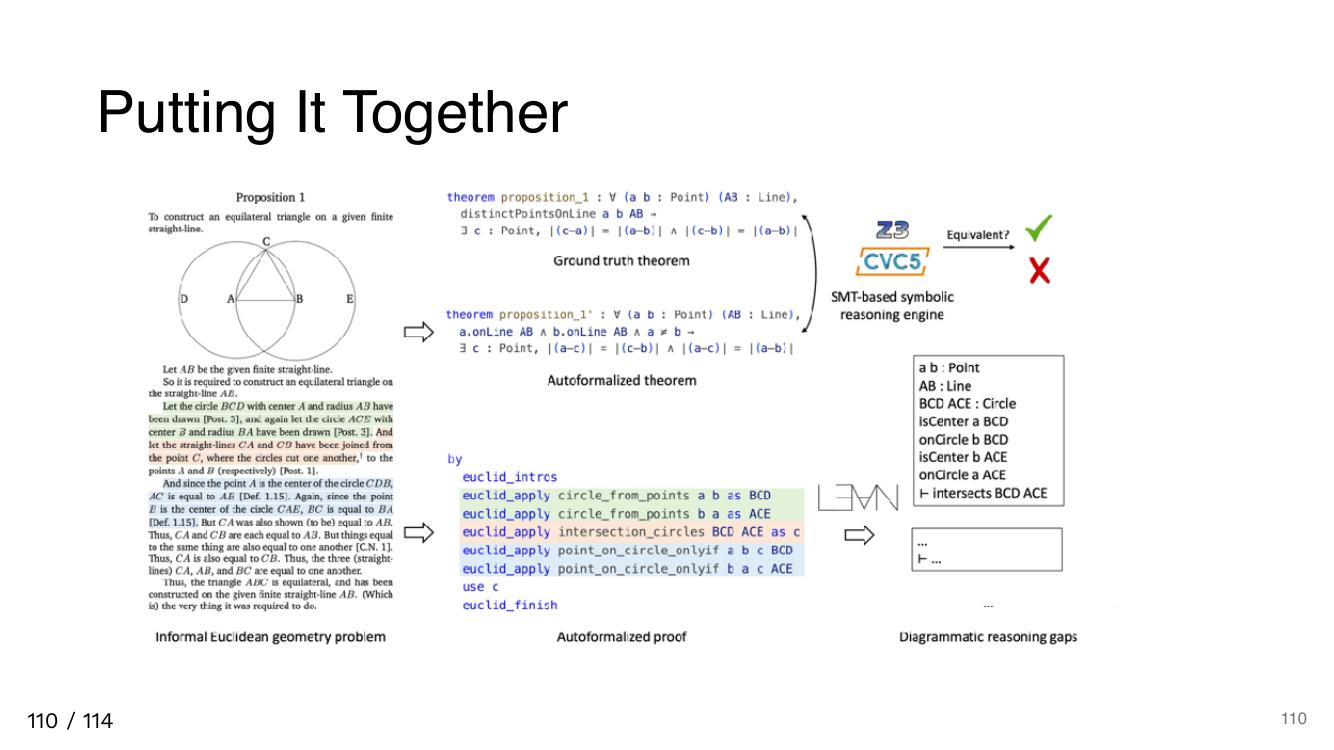 Putting It Together
Proposition 1
To construct an equilateral triangle on a given finite
straight-line.
C
D
A
B
E
Let AB be the given finite straight-line.
So it is required to construct an equilateral triangle on
the straight-line AB.
Let the circle BCD with center A and radius AB have
been drawn [Post. 3], and again let the circle ACE with
center B and radius BA have been drawn [Post. 3]. And
let the straight-lines CA and CB have been joined from
the point C, where the circles cut one another,† to the
points A and B (respectively) [Post. 1].
And since the point A is the center of the circle CDB,
AC is equal to AB [Def. 1.15]. Again, since the point
B is the center of the circle CAE, BC is equal to BA
[Def. 1.15]. But CA was also shown (to be) equal to AB.
Thus, CA and CB are each equal to AB. But things equal
to the same thing are also equal to one another [C.N. 1].
Thus, CA is also equal to CB. Thus, the three (straight-
lines) CA, AB, and BC are equal to one another.
Thus, the triangle ABC is equilateral, and has been
constructed on the given finite straight-line AB. (Which
is) the very thing it was required to do.
Informal Euclidean geometry problem
theorem proposition_1 : ∀ (a b : Point) (AB : Line),
distinctPointsOnLine a b AB →
∃ c : Point, |(c−a)| = |(a−b)| ∧ |(c−b)| = |(a−b)|
Ground truth theorem
theorem proposition_1' : ∀ (a b : Point) (AB : Line),
a.onLine AB ∧ b.onLine AB ∧ a ≠ b →
∃ c : Point, |(a−c)| = |(c−b)| ∧ |(a−c)| = |(a−b)|
Autoformalized theorem
by
euclid_intros
euclid_apply circle_from_points a b as BCD
euclid_apply circle_from_points b a as ACE
euclid_apply intersection_circles BCD ACE as c
euclid_apply point_on_circle_onlyif a b c BCD
euclid_apply point_on_circle_onlyif b a c ACE
use c
euclid_finish
Autoformalized proof
Z3
CVC5
Equivalent?
SMT-based symbolic
reasoning engine
LEAN
a b : Point
AB : Line
BCD ACE : Circle
isCenter a BCD
onCircle b BCD
isCenter b ACE
onCircle a ACE
⊢ intersects BCD ACE
...
⊢ ...
...
Diagrammatic reasoning gaps
110 / 114
110